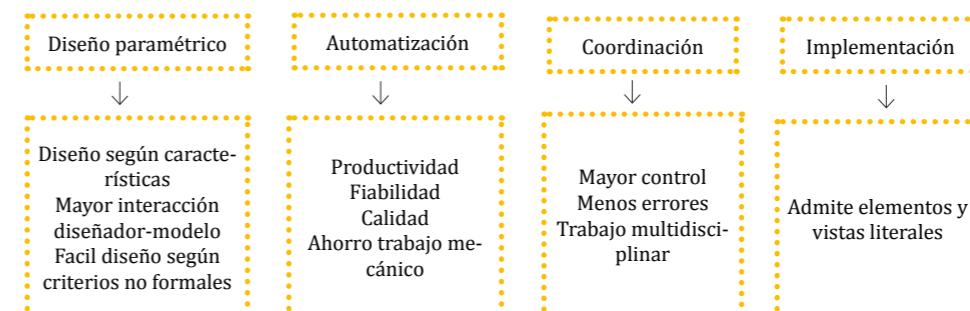 Diseño paramétrico
Automatización
Coordinación
Implementación
Diseño según caracte-
rísticas
Mayor interacción
diseñador-modelo
Facil diseño según
criterios no formales
Productividad
Fiabilidad
Calidad
Ahorro trabajo me-
cánico
Mayor control
Menos errores
Trabajo multidisci-
plinar
Admite elementos y
vistas literales